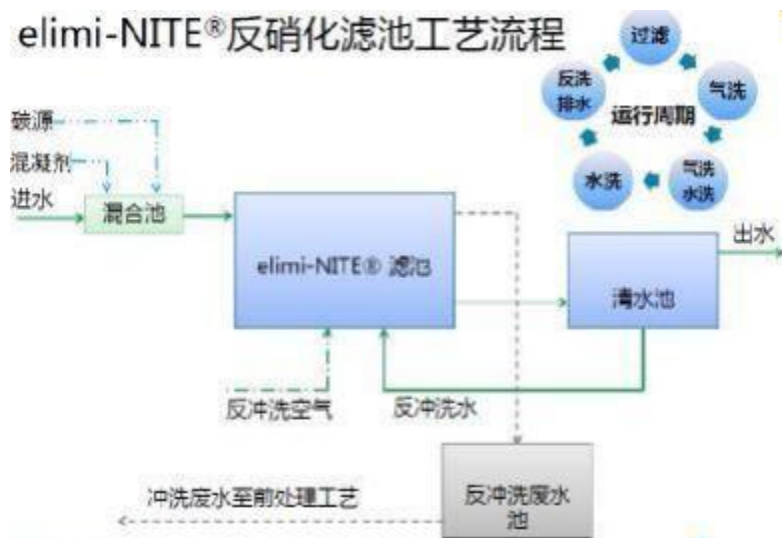 elimi-NITE®反硝化滤池工艺流程
过滤
反洗
排水
气洗
运行周期
水洗
气洗
水洗
碳源
混凝剂
进水
混合池
elimi-NITE® 滤池
清水池
出水
反冲洗空气
反冲洗水
冲洗废水至前处理工艺
反冲洗废水
池